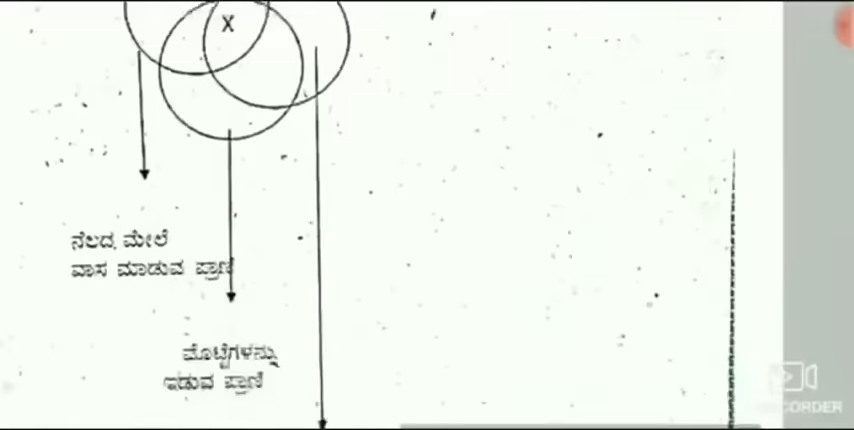 X
ನೆಲದ ಮೇಲೆ
ವಾಸ ಮಾಡುವ ಪ್ರಾಣಿ
ಮೊಟ್ಟೆಗಳನ್ನು
ಇಡುವ ಪ್ರಾಣಿ